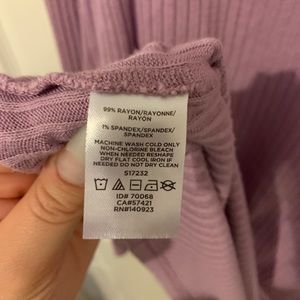 99% RAYON/RAYONNE/
RAYON
1% SPANDEX/SPANDEX/
SPANDEX
MACHINE WASH COLD ONLY
NON-CHLORINE BLEACH
WHEN NEEDED RESHAPE
DRY FLAT COOL IRON IF
NEEDED DO NOT DRY CLEAN
517232
ID# 70068
CA#57421
RN#140923